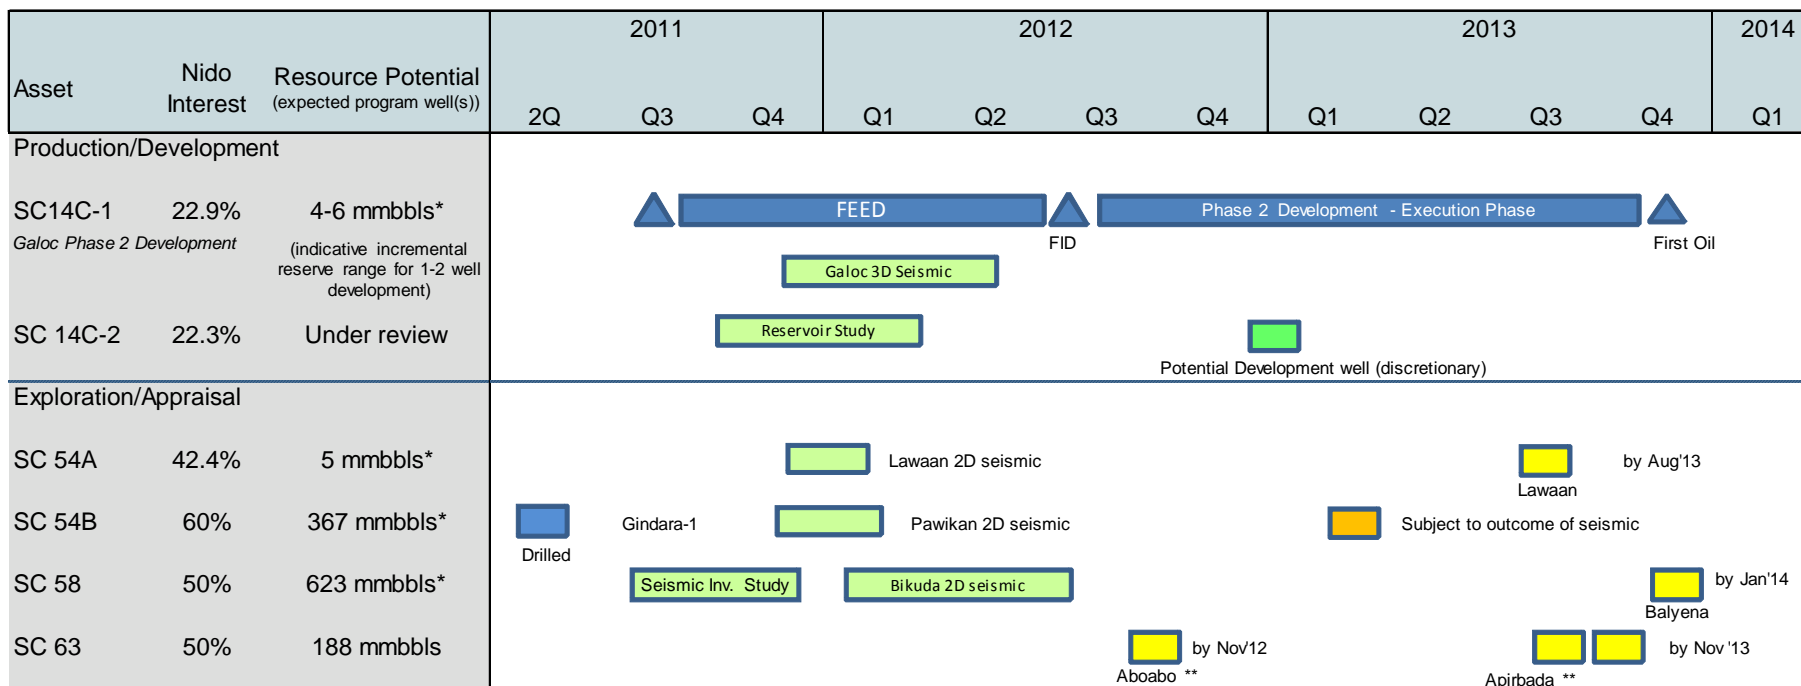 2011 2012 2013 2014
Asset Nido Interest Resource Potential (expected program well(s))
2Q Q3 Q4 Q1 Q2 Q3 Q4 Q1 Q2 Q3 Q4 Q1
Production/Development
SC14C-1 22.9% 4-6 mmbbls* FEED Phase 2 Development - Execution Phase
Galoc Phase 2 Development
(indicative incremental
reserve range for 1-2 well
development)
FID First Oil
Galoc 3D Seismic
SC 14C-2 22.3% Under review Reservoir Study
Potential Development well (discretionary)
Exploration/Appraisal
SC 54A 42.4% 5 mmbbls* Lawaan 2D seismic by Aug'13
Lawaan
SC 54B 60% 367 mmbbls* Gindara-1 Pawikan 2D seismic Subject to outcome of seismic
Drilled
SC 58 50% 623 mmbbls* Seismic Inv. Study Bikuda 2D seismic by Jan'14
Balyena
SC 63 50% 188 mmbbls by Nov'12 by Nov '13
Aboabo ** Apirbada **